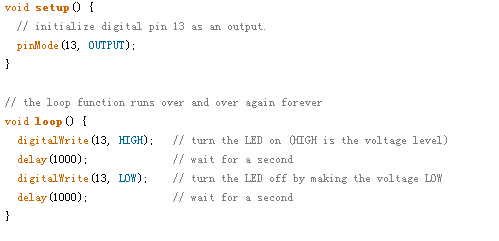 void setup() {
  // initialize digital pin 13 as an output.
  pinMode(13, OUTPUT);
}

// the loop function runs over and over again forever
void loop() {
  digitalWrite(13, HIGH);   // turn the LED on (HIGH is the voltage level)
  delay(1000);              // wait for a second
  digitalWrite(13, LOW);    // turn the LED off by making the voltage LOW
  delay(1000);              // wait for a second
}